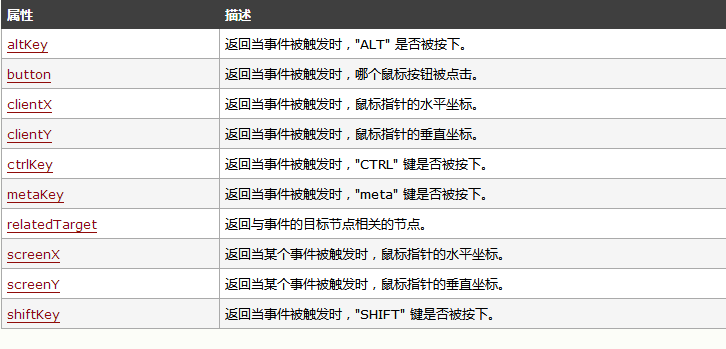 属性 描述
altKey 返回当事件被触发时，"ALT" 是否被按下。
button 返回当事件被触发时，哪个鼠标按钮被点击。
clientX 返回当事件被触发时，鼠标指针的水平坐标。
clientY 返回当事件被触发时，鼠标指针的垂直坐标。
ctrlKey 返回当事件被触发时，"CTRL" 键是否被按下。
metaKey 返回当事件被触发时，"meta" 键是否被按下。
relatedTarget 返回与事件的目标节点相关的节点。
screenX 返回当某个事件被触发时，鼠标指针的水平坐标。
screenY 返回当某个事件被触发时，鼠标指针的垂直坐标。
shiftKey 返回当事件被触发时，"SHIFT" 键是否被按下。